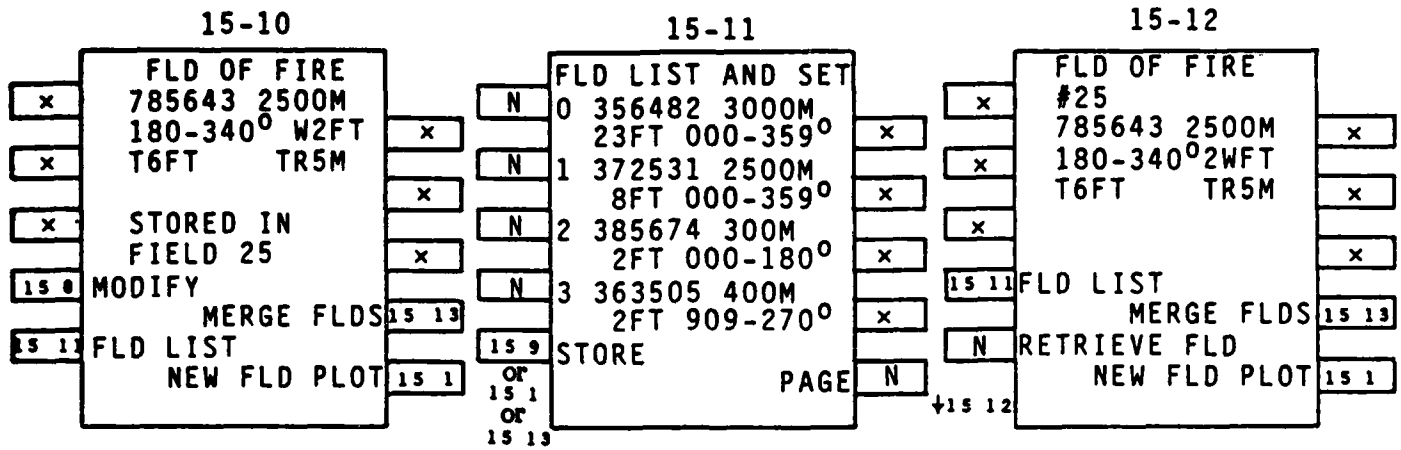 15-10
FLD OF FIRE
x 785643 2500M
180-340° W2FT x
x T6FT TR5M
x
x STORED IN
FIELD 25 x
15 8 MODIFY
MERGE FLDS 15 13
15 11 FLD LIST
NEW FLD PLOT 15 1
15-11
FLD LIST AND SET
N 0 356482 3000M
23FT 000-359° x
N 1 372531 2500M
8FT 000-359° x
N 2 385674 300M
2FT 000-180° x
N 3 363505 400M
2FT 909-270° x
15 9 STORE
or
15 1
or
15 13
PAGE N
15-12
FLD OF FIRE
x #25
785643 2500M x
x 180-340°2WFT
T6FT TR5M x
x
x
15 11 FLD LIST
MERGE FLDS 15 13
N RETRIEVE FLD
NEW FLD PLOT 15 1
↓15 12